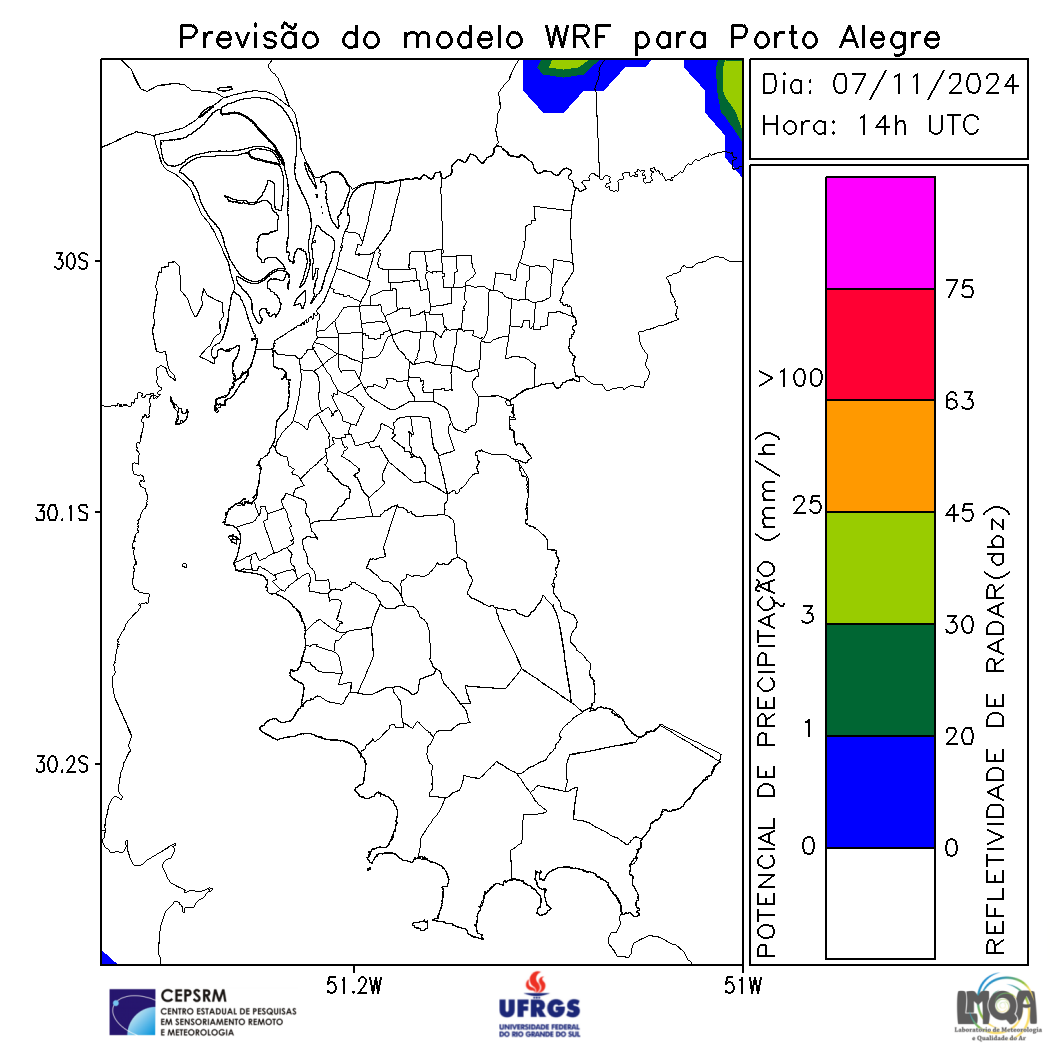 Previsão do modelo WRF para Porto Alegre
Dia: 07/11/2024
Hora: 14h UTC
30S
30.1S
30.2S
51.2W
51W
POTENCIAL DE PRECIPITAÇÃO (mm/h)
>100
25
3
1
0
75
63
45
30
20
0
REFLETIVIDADE DE RADAR(dbz)
CEPSRM
CENTRO ESTADUAL DE PESQUISAS
EM SENSORIAMENTO REMOTO
E METEOROLOGIA
UFRGS
UNIVERSIDADE FEDERAL
DO RIO GRANDE DO SUL
LMQA
Laboratório de Meteorologia
e Qualidade do Ar